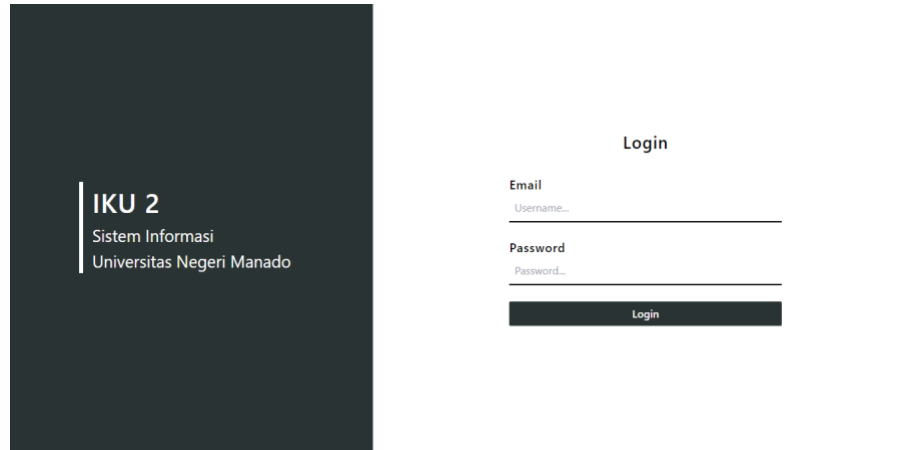 IKU 2
Sistem Informasi
Universitas Negeri Manado
Login
Email
Username...
Password
Password...
Login